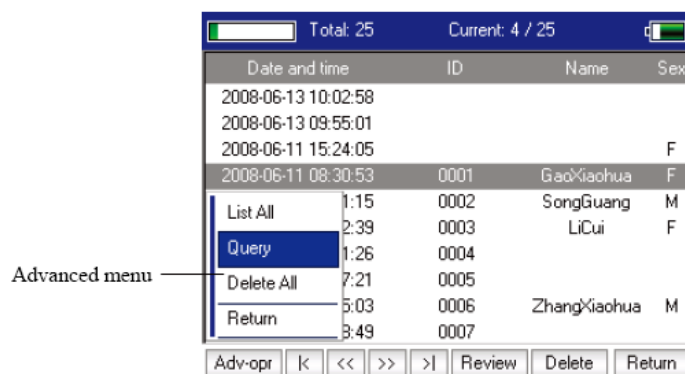 Total: 25 Current: 4 / 25
Date and time ID Name Sex
2008-06-13 10:02:58
2008-06-13 09:55:01
2008-06-11 15:24:05 F
2008-06-11 08:30:53 0001 GaoXiaohua F
1:15 0002 SongGuang M
List All
2:39 0003 LiCui F
Query
1:26 0004
Advanced menu
Delete All
7:21 0005
5:03 0006 ZhangXiaohua M
Return
3:49 0007
Adv-opr |< << >> >| Review Delete Return